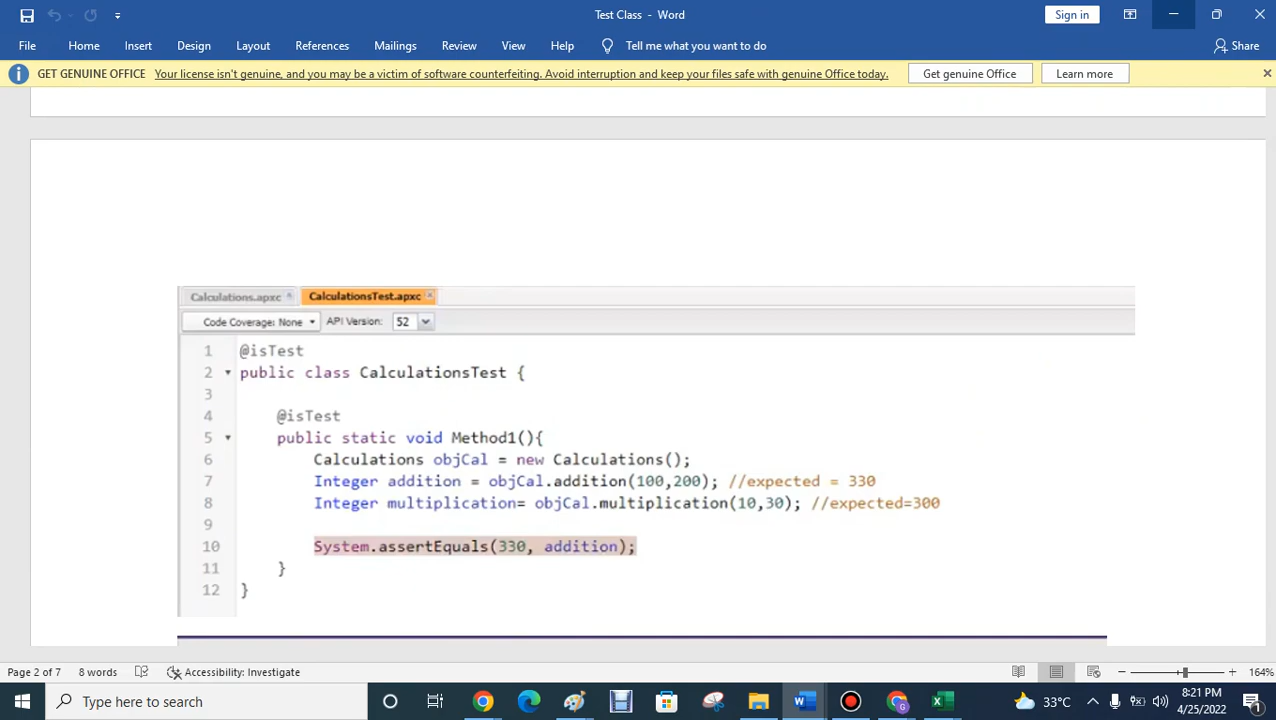 Test Class - Word
Sign in
File Home Insert Design Layout References Mailings Review View Help Tell me what you want to do Share
GET GENUINE OFFICE Your license isn't genuine, and you may be a victim of software counterfeiting. Avoid interruption and keep your files safe with genuine Office today. Get genuine Office Learn more
Calculations.apxc CalculationsTest.apxc
Code Coverage: None API Version: 52
1 @isTest
2 public class CalculationsTest {
3
4 @isTest
5 public static void Method1(){
6 Calculations objCal = new Calculations();
7 Integer addition = objCal.addition(100,200); //expected = 330
8 Integer multiplication= objCal.multiplication(10,30); //expected=300
9
10 System.assertEquals(330, addition);
11 }
12 }
Page 2 of 7 8 words Accessibility: Investigate 164%
Type here to search 33°C 8:21 PM
4/25/2022 1